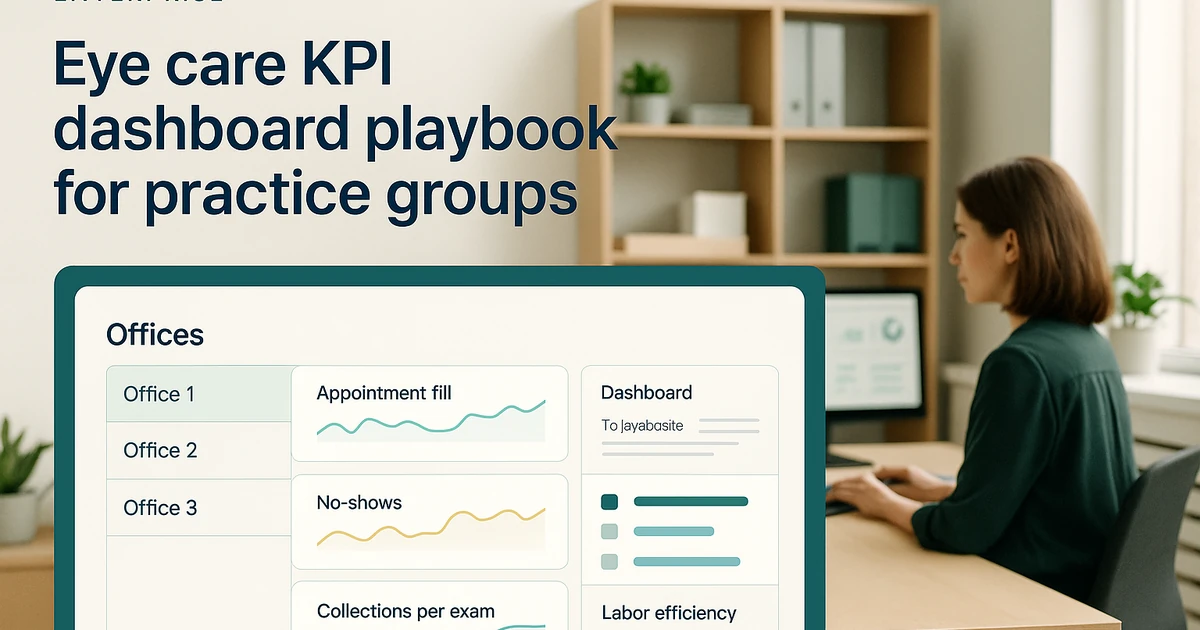 Eye care KPI
dashboard playbook
for practice groups
Offices
Office 1
Office 2
Office 3
Appointment fill
No-shows
Collections per exam
Dashboard
To Jayabosite
Labor efficiency